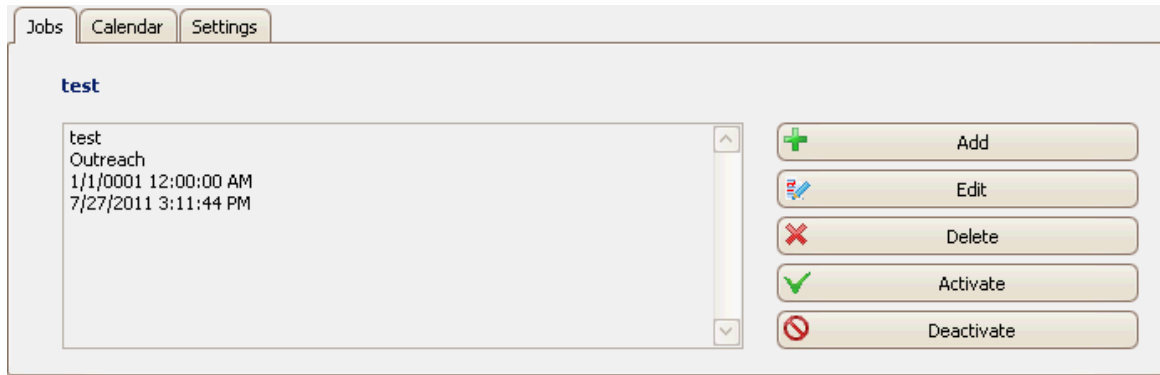 Jobs Calendar Settings
test
test
Outreach
1/1/0001 12:00:00 AM
7/27/2011 3:11:44 PM
Add
Edit
Delete
Activate
Deactivate